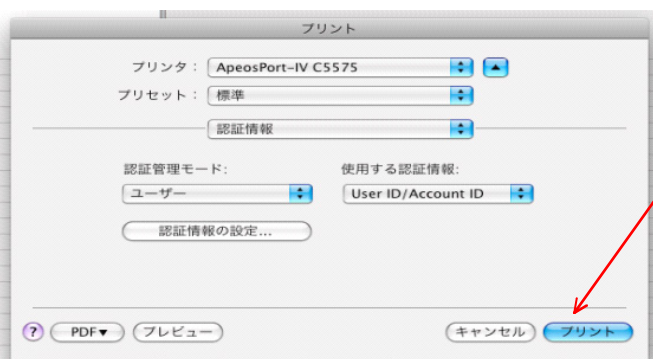 プリント
プリンタ： ApeosPort-IV C5575
プリセット： 標準
認証情報
認証管理モード: 使用する認証情報:
ユーザー User ID/Account ID
認証情報の設定...
? PDF▼ プレビュー キャンセル プリント